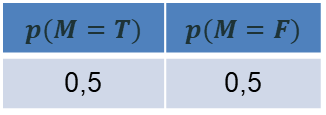 p(M = T) p(M = F)
0,5 0,5